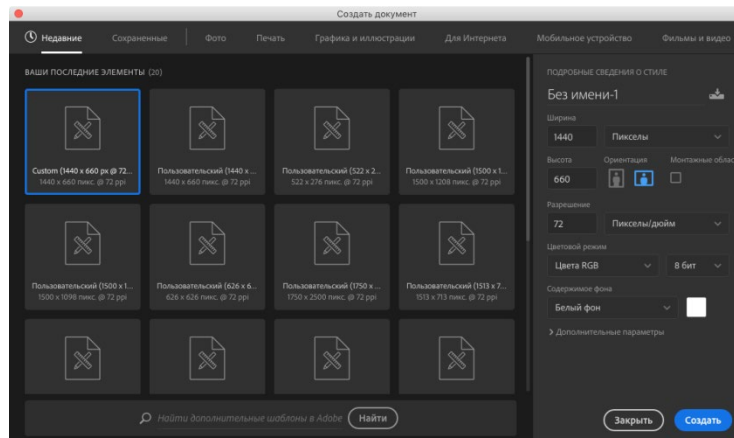 Создать документ
Недавние Сохраненные Фото Печать Графика и иллюстрации Для Интернета Мобильное устройство Фильмы и видео
ВАШИ ПОСЛЕДНИЕ ЭЛЕМЕНТЫ (20)
Custom (1440 x 660 px @ 72...
1440 x 660 пикс. @ 72 ppi
Пользовательский (1440 x ...
1440 x 660 пикс. @ 72 ppi
Пользовательский (522 x 2...
522 x 276 пикс. @ 72 ppi
Пользовательский (1500 x 1...
1500 x 1208 пикс. @ 72 ppi
Пользовательский (1500 x 1...
1500 x 1098 пикс. @ 72 ppi
Пользовательский (626 x 6...
626 x 626 пикс. @ 72 ppi
Пользовательский (1750 x ...
1750 x 2500 пикс. @ 72 ppi
Пользовательский (1513 x 7...
1513 x 713 пикс. @ 72 ppi
Найти дополнительные шаблоны в Adobe Найти
ПОДРОБНЫЕ СВЕДЕНИЯ О СТИЛЕ
Без имени-1
Ширина
1440 Пикселы
Высота Ориентация Монтажные облас
660
Разрешение
72 Пикселы/дюйм
Цветовой режим
Цвета RGB 8 бит
Содержимое фона
Белый фон
Дополнительные параметры
Закрыть Создать